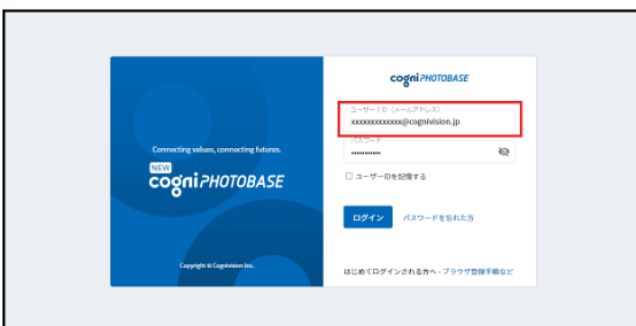 Connecting values, connecting futures.
NEW
cogni PHOTOBASE
Copyright © Cognivision Inc.
cogni PHOTOBASE
ユーザーID（メールアドレス）
xxxxxxxxxxxxx@cognivision.jp
パスワード
ユーザーIDを記憶する
ログイン パスワードを忘れた方
はじめてログインされる方へ - ブラウザ登録手順など